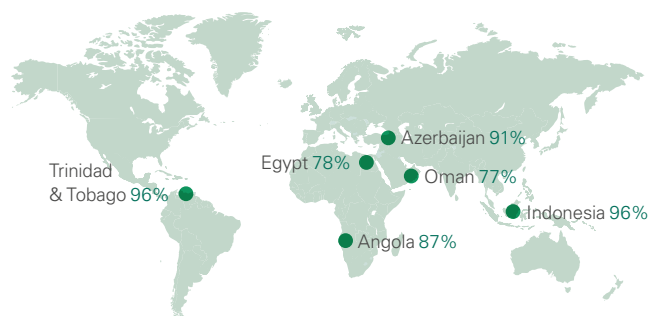 Azerbaijan 91%
Egypt 78%
Trinidad
& Tobago 96%
Oman 77%
Indonesia 96%
Angola 87%